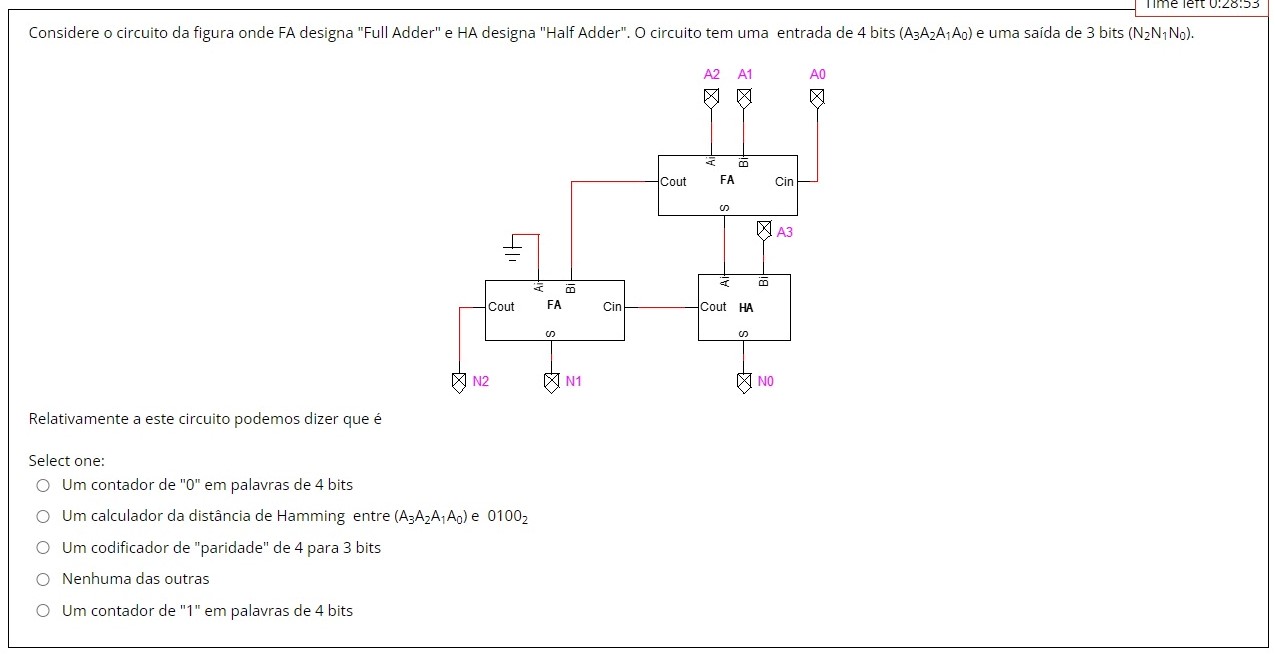 Time left 0:28:53
Considere o circuito da figura onde FA designa "Full Adder" e HA designa "Half Adder". O circuito tem uma entrada de 4 bits (A3A2A1A0) e uma saída de 3 bits (N2N1N0).
A2 A1 A0
Ai Bi
Cout FA Cin
S
A3
Ai Bi Ai Bi
Cout FA Cin Cout HA
S S
N2 N1 N0
Relativamente a este circuito podemos dizer que é
Select one:
Um contador de "0" em palavras de 4 bits
Um calculador da distância de Hamming entre (A3A2A1A0) e 01002
Um codificador de "paridade" de 4 para 3 bits
Nenhuma das outras
Um contador de "1" em palavras de 4 bits